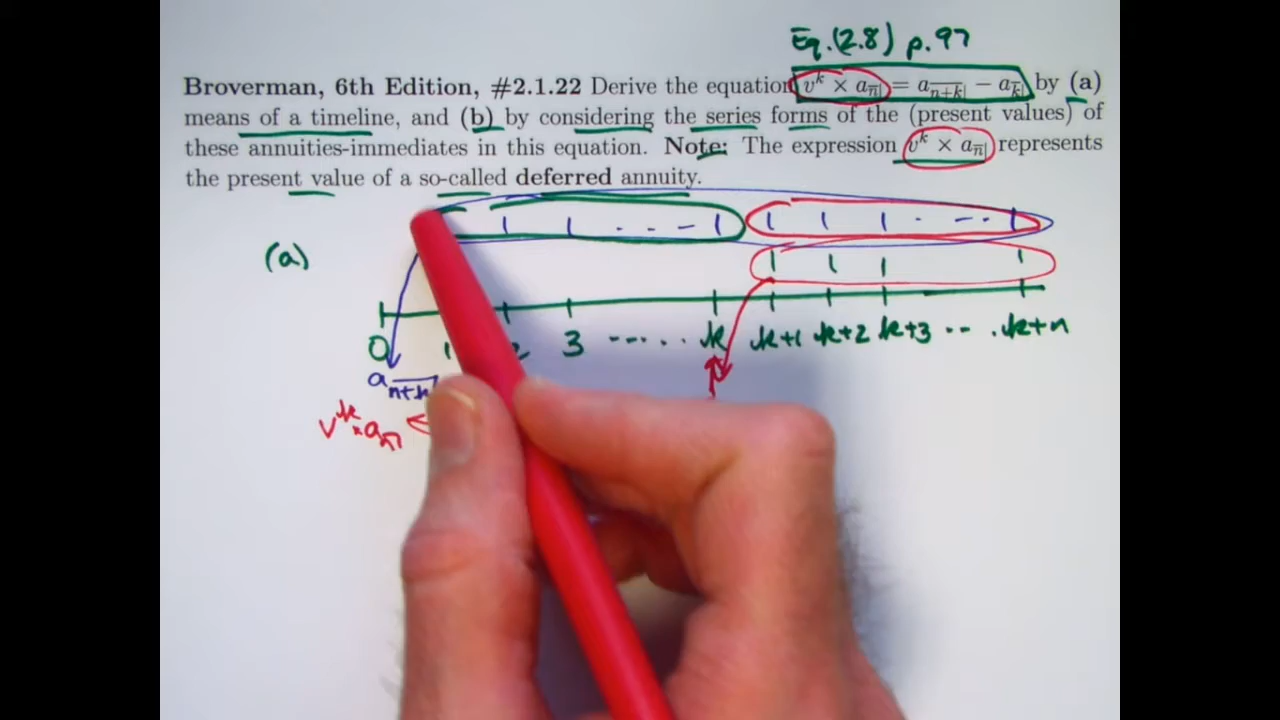 Eq.(2.8) p.97
Broverman, 6th Edition, #2.1.22 Derive the equation v^k × a_n̅| = a_n̅+̅k̅| − a_k̅| by (a)
means of a timeline, and (b) by considering the series forms of the (present values) of
these annuities-immediates in this equation. Note: The expression v^k × a_n̅| represents
the present value of a so-called deferred annuity.
1 1 . . — 1 1 1 1 . — . . 1
(a) 1 1 1 1
0 1 2 3 ...... k k+1 k+2 k+3 -- . k+n
a n+k
v^k × a_n̅|